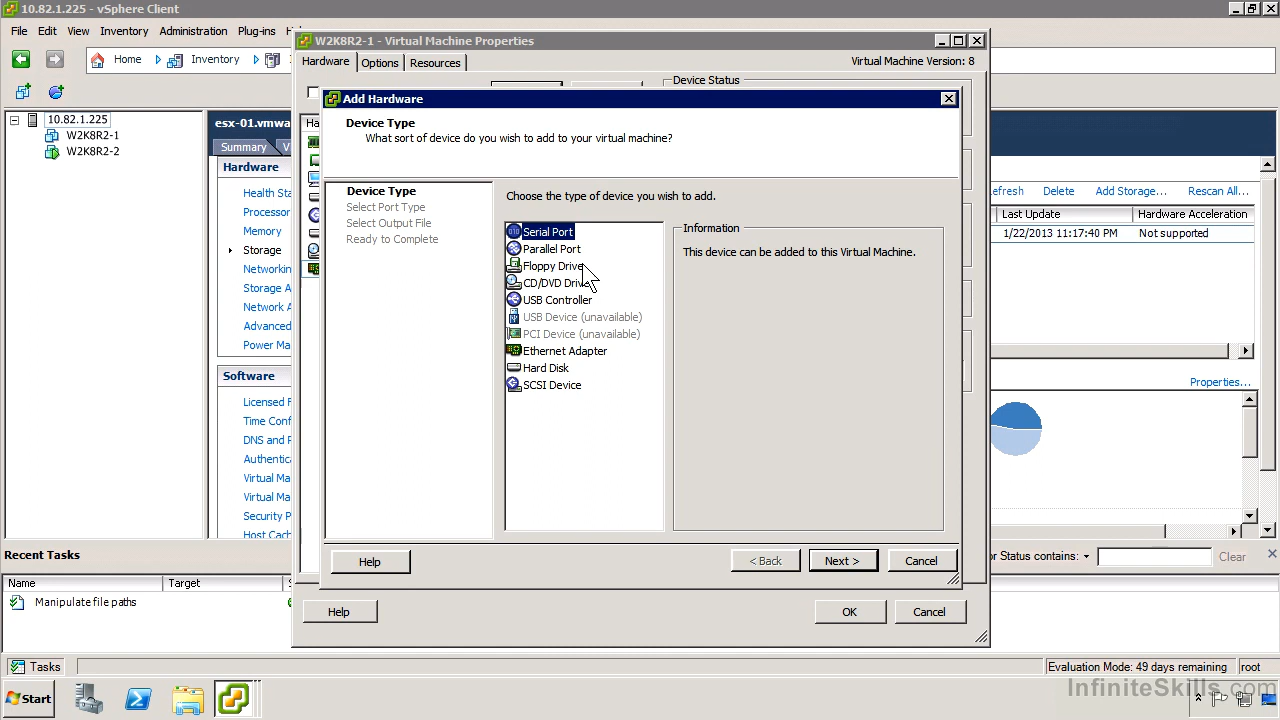 10.82.1.225 - vSphere Client
File Edit View Inventory Administration Plug-ins
Home Inventory
10.82.1.225
W2K8R2-1
W2K8R2-2
esx-01.vmwa
Summary
Hardware
Health Sta
Processor
Memory
Storage
Networkin
Storage A
Network A
Advanced
Power Ma
Software
Licensed F
Time Conf
DNS and R
Authentic
Virtual Ma
Virtual Ma
Security P
Host Cach
W2K8R2-1 - Virtual Machine Properties
Hardware Options Resources
Virtual Machine Version: 8
Device Status
Add Hardware
Device Type
What sort of device do you wish to add to your virtual machine?
Device Type
Select Port Type
Select Output File
Ready to Complete
Choose the type of device you wish to add.
Serial Port
Parallel Port
Floppy Drive
CD/DVD Drive
USB Controller
USB Device (unavailable)
PCI Device (unavailable)
Ethernet Adapter
Hard Disk
SCSI Device
Information
This device can be added to this Virtual Machine.
Help
< Back Next > Cancel
Help
OK Cancel
efresh Delete Add Storage... Rescan All...
Last Update Hardware Acceleration
1/22/2013 11:17:40 PM Not supported
Properties...
Recent Tasks
or Status contains: Clear
Name Target S
Manipulate file paths
Tasks
Evaluation Mode: 49 days remaining root
Start
InfiniteSkills.com